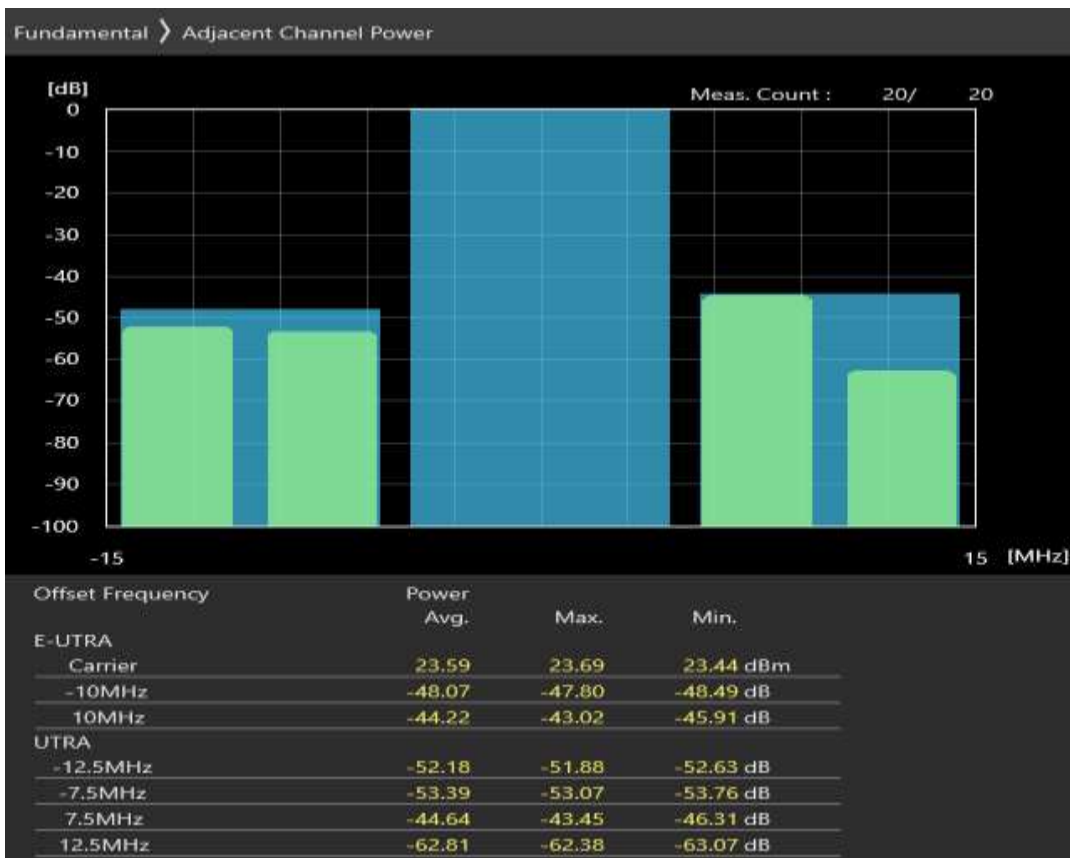 Fundamental ❯ Adjacent Channel Power
[dB]
Meas. Count : 20/ 20
0
-10
-20
-30
-40
-50
-60
-70
-80
-90
-100
-15 15 [MHz]
Offset Frequency Power
Avg. Max. Min.
E-UTRA
Carrier 23.59 23.69 23.44 dBm
-10MHz -48.07 -47.80 -48.49 dB
10MHz -44.22 -43.02 -45.91 dB
UTRA
-12.5MHz -52.18 -51.88 -52.63 dB
-7.5MHz -53.39 -53.07 -53.76 dB
7.5MHz -44.64 -43.45 -46.31 dB
12.5MHz -62.81 -62.38 -63.07 dB